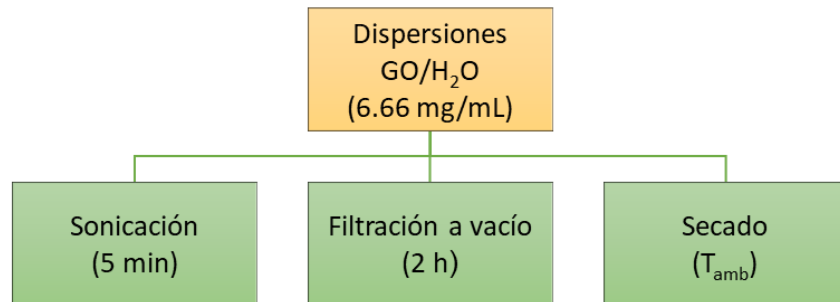 Dispersiones
GO/H₂O
(6.66 mg/mL)
Sonicación
(5 min)
Filtración a vacío
(2 h)
Secado
(Tamb)